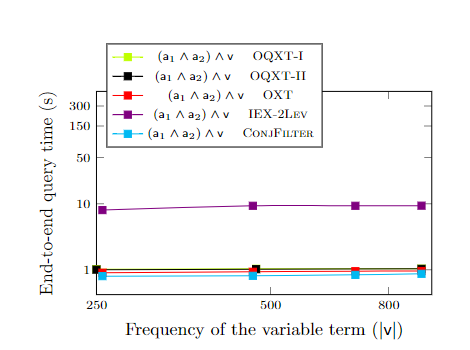 (a₁ ∧ a₂) ∧ v OQXT-I
(a₁ ∧ a₂) ∧ v OQXT-II
(a₁ ∧ a₂) ∧ v OXT
(a₁ ∧ a₂) ∧ v IEX-2Lev
(a₁ ∧ a₂) ∧ v ConjFilter
End-to-end query time (s)
300
150
50
10
1
250 500 800
Frequency of the variable term (|v|)